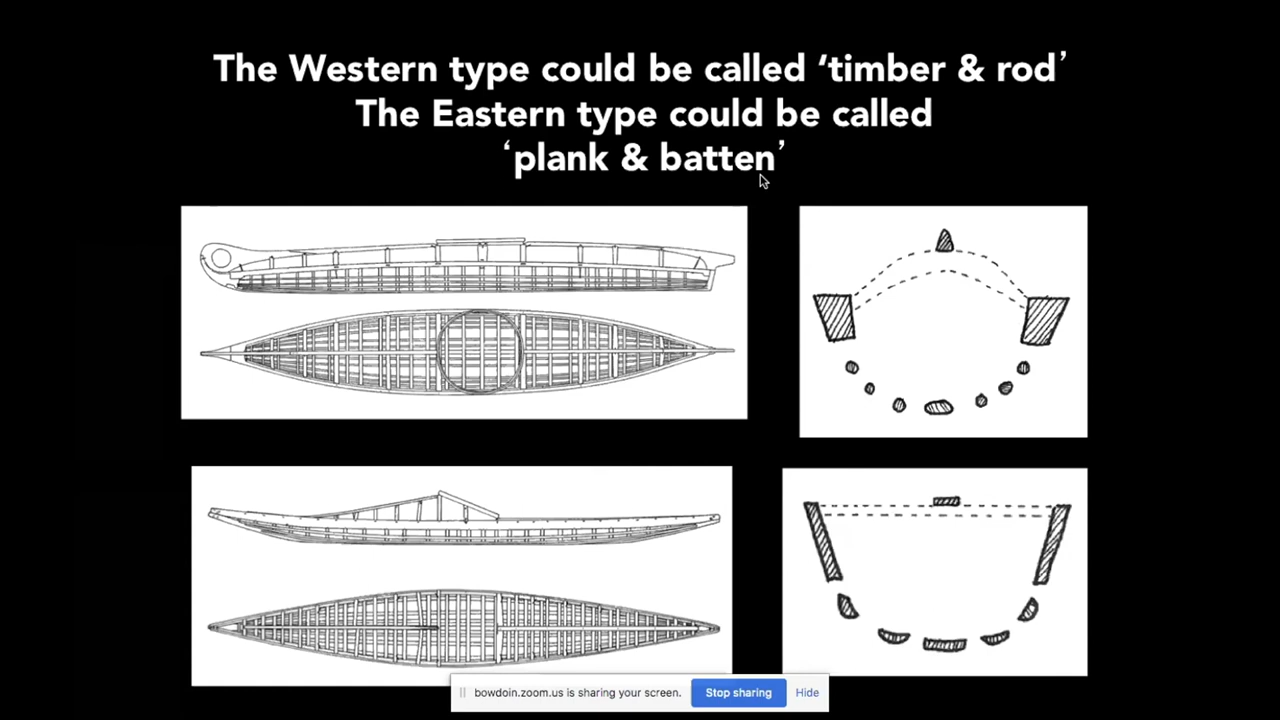 The Western type could be called ‘timber & rod’
The Eastern type could be called
‘plank & batten’
bowdoin.zoom.us is sharing your screen.
Stop sharing
Hide